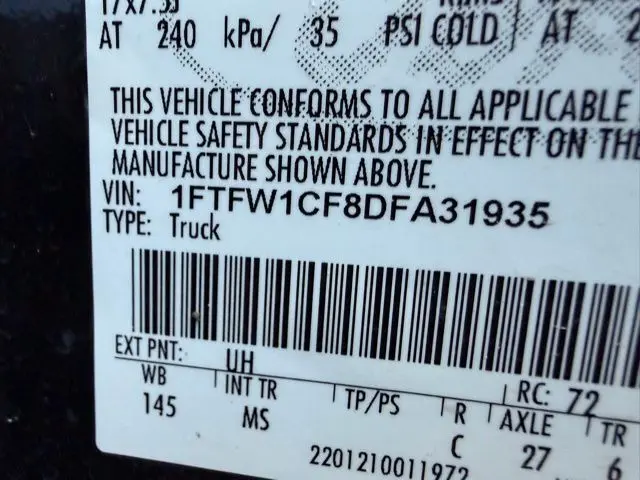 AT 240 kPa/ 35 PSI COLD AT 2
THIS VEHICLE CONFORMS TO ALL APPLICABLE
VEHICLE SAFETY STANDARDS IN EFFECT ON THE
MANUFACTURE SHOWN ABOVE.
VIN: 1FTFW1CF8DFA31935
TYPE: Truck
EXT PNT: UH RC: 72
WB INT TR TP/PS R AXLE TR
145 MS C 27 6
2201210011972